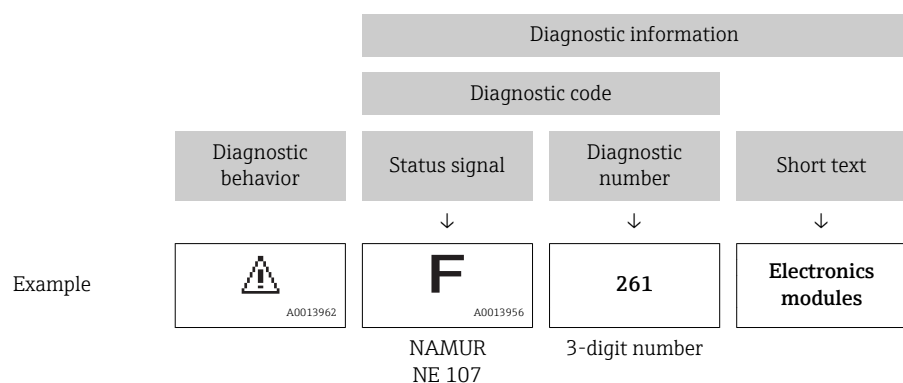 Diagnostic information
Diagnostic code
Diagnostic
behavior
Status signal
Diagnostic
number
Short text
↓ ↓ ↓
Example
A0013962
F
A0013956
261
Electronics
modules
NAMUR
NE 107
3-digit number